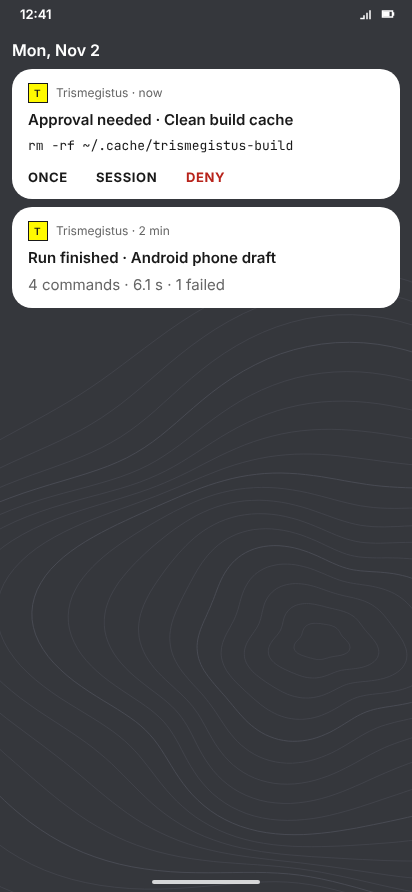 12:41
Mon, Nov 2
T Trismegistus · now
Approval needed · Clean build cache
rm -rf ~/.cache/trismegistus-build
ONCE SESSION DENY
T Trismegistus · 2 min
Run finished · Android phone draft
4 commands · 6.1 s · 1 failed